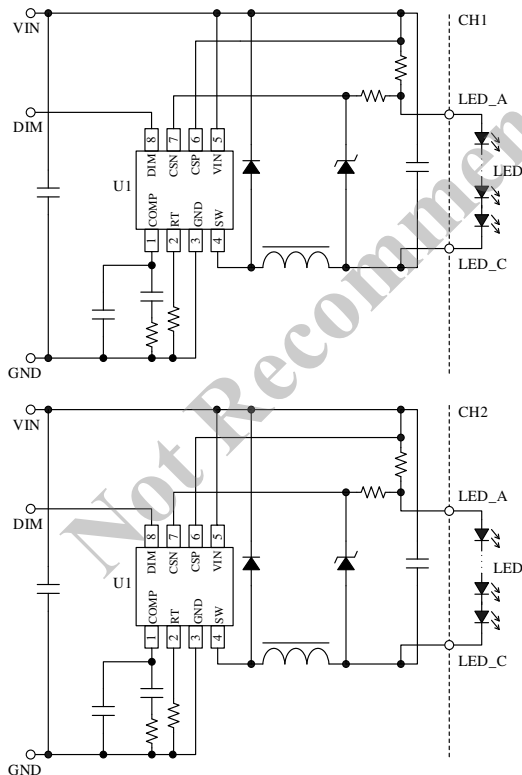 VIN
CH1
LED_A
DIM
8 7 6 5
DIM CSN CSP VIN
U1
LED
COMP RT GND SW
1 2 3 4
LED_C
GND
VIN
CH2
LED_A
DIM
8 7 6 5
DIM CSN CSP VIN
U1
LED
COMP RT GND SW
1 2 3 4
LED_C
GND
Not Recommen